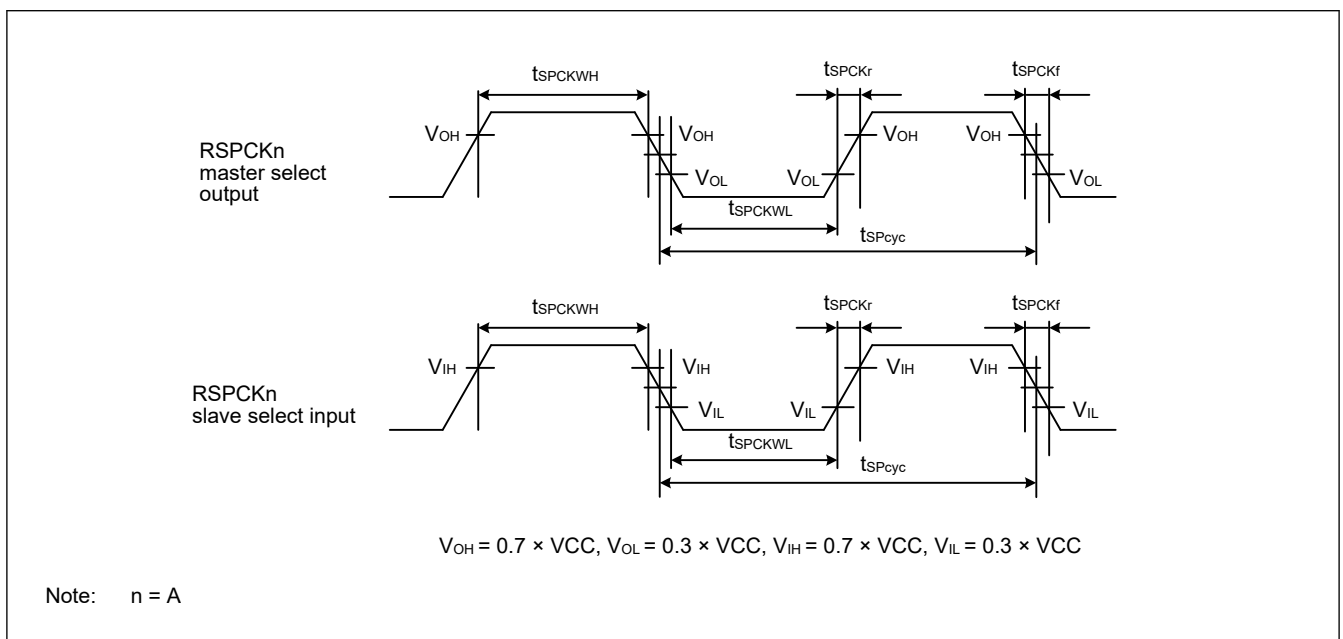 tSPCKWH
tSPCKr
tSPCKf
RSPCKn
master select
output
VOH
VOH
VOL
VOL
VOH
VOH
VOL
tSPCKWL
tSPcyc
tSPCKWH
tSPCKr
tSPCKf
RSPCKn
slave select input
VIH
VIH
VIL
VIL
VIH
VIH
VIL
tSPCKWL
tSPcyc
VOH = 0.7 × VCC, VOL = 0.3 × VCC, VIH = 0.7 × VCC, VIL = 0.3 × VCC
Note: n = A